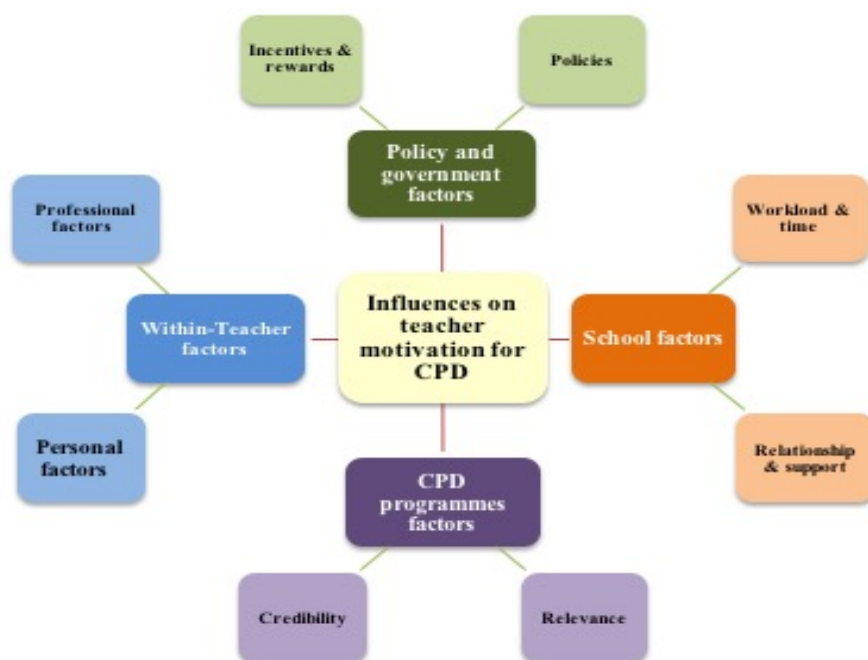 Incentives &
rewards
Policies
Policy and
government
factors
Professional
factors
Workload &
time
Within-Teacher
factors
Influences on
teacher
motivation for
CPD
School factors
Personal
factors
Relationship
& support
CPD
programmes
factors
Credibility
Relevance